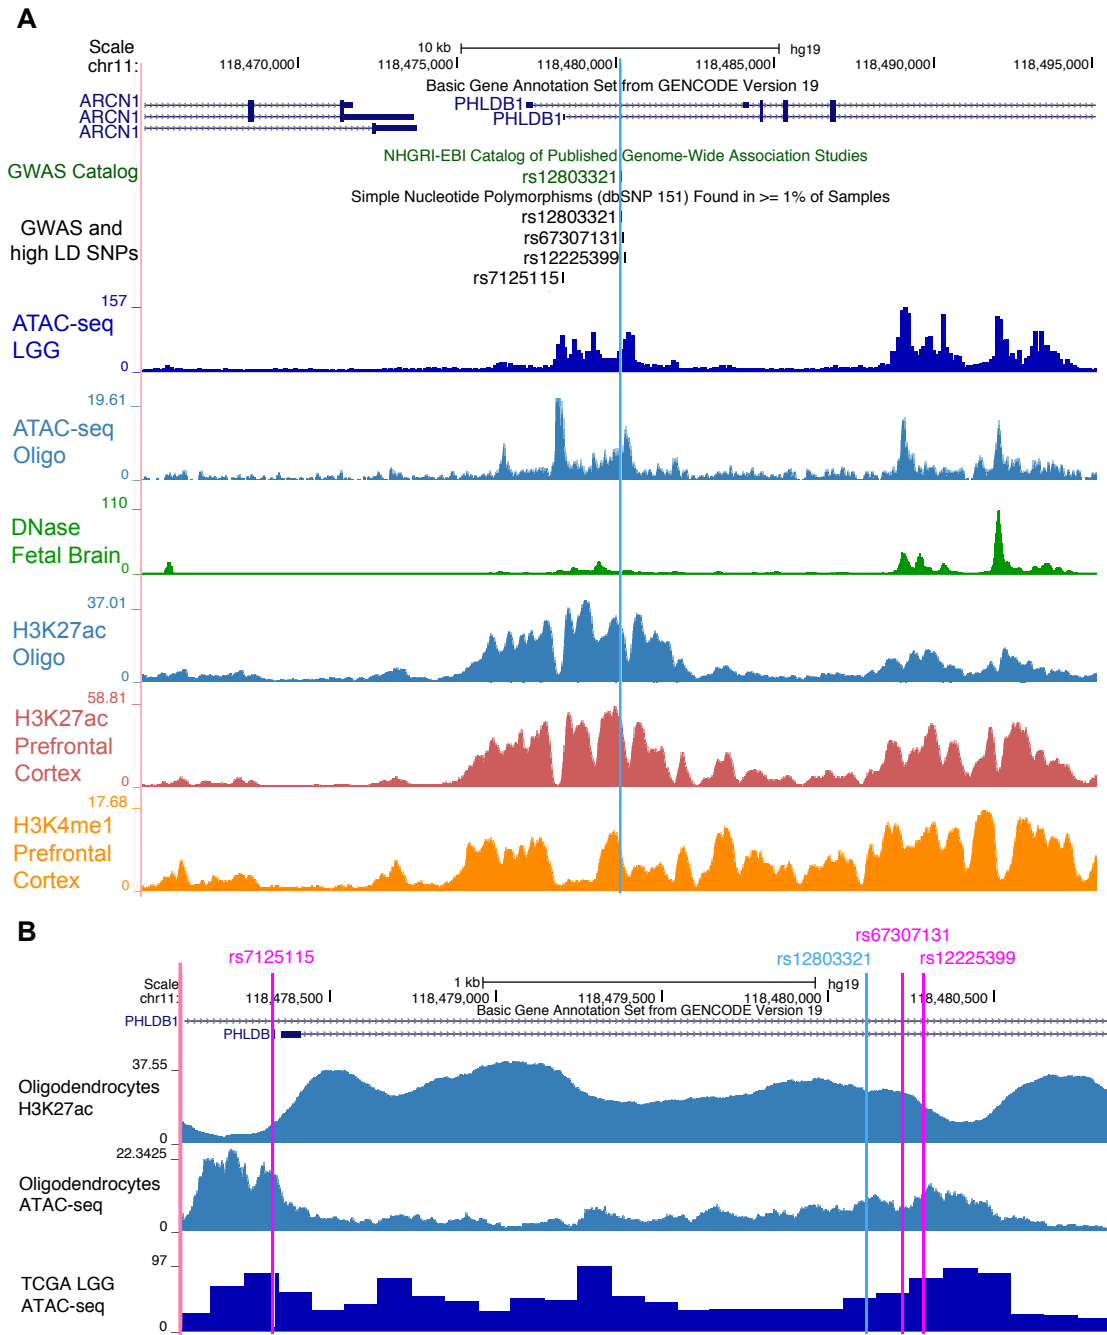 A
Scale
10 kb
hg19
chr11:
118,470,000
118,475,000
118,480,000
118,485,000
118,490,000
118,495,000
Basic Gene Annotation Set from GENCODE Version 19
ARCN1
PHLDB1
ARCN1
PHLDB1
ARCN1
NHGRI-EBI Catalog of Published Genome-Wide Association Studies
GWAS Catalog
rs12803321
Simple Nucleotide Polymorphisms (dbSNP 151) Found in >= 1% of Samples
GWAS and
high LD SNPs
rs12803321
rs67307131
rs12225399
rs7125115
157
ATAC-seq
LGG
0
19.61
ATAC-seq
Oligo
0
110
DNase
Fetal Brain
0
37.01
H3K27ac
Oligo
0
58.81
H3K27ac
Prefrontal
Cortex
0
17.68
H3K4me1
Prefrontal
Cortex
0
B
rs67307131
rs7125115
rs12803321
rs12225399
Scale
1 kb
hg19
chr11:
118,478,500
118,479,000
118,479,500
118,480,000
118,480,500
Basic Gene Annotation Set from GENCODE Version 19
PHLDB1
PHLDB1
37.55
Oligodendrocytes
H3K27ac
0
22.3425
Oligodendrocytes
ATAC-seq
0
97
TCGA LGG
ATAC-seq
0